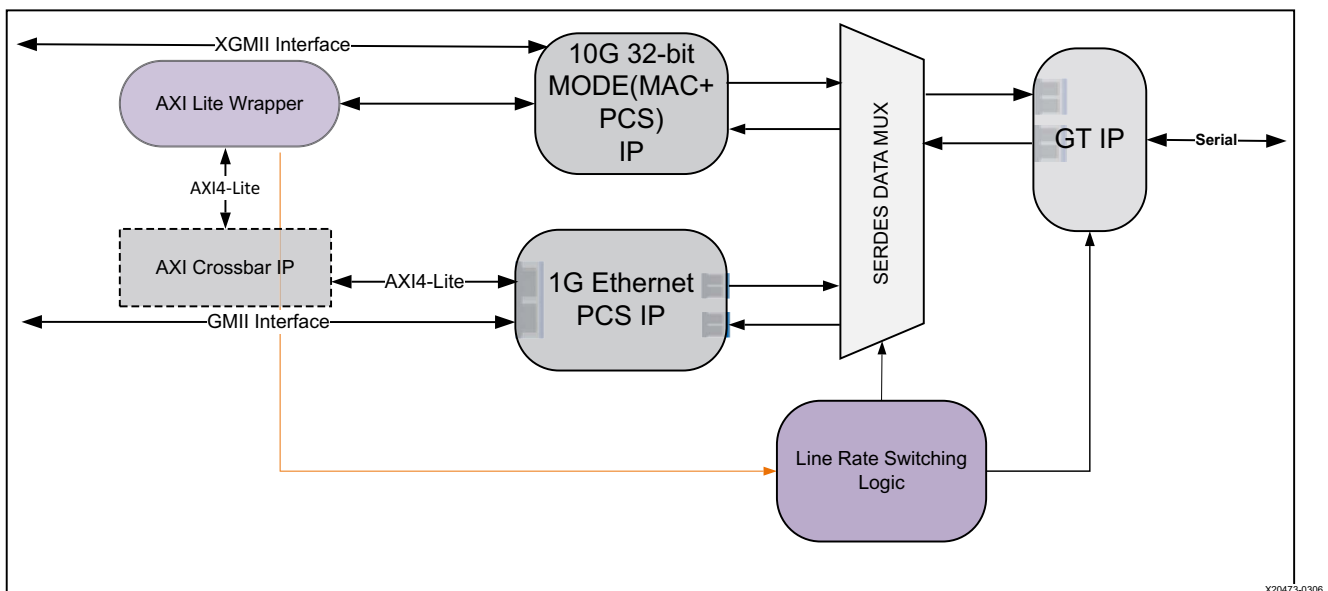 XGMII Interface
10G 32-bit
MODE(MAC+
PCS)
IP
AXI Lite Wrapper
SERDES DATA MUX
GT IP
Serial
AXI4-Lite
AXI Crossbar IP
AXI4-Lite
1G Ethernet
PCS IP
GMII Interface
Line Rate Switching
Logic
X20473-0306